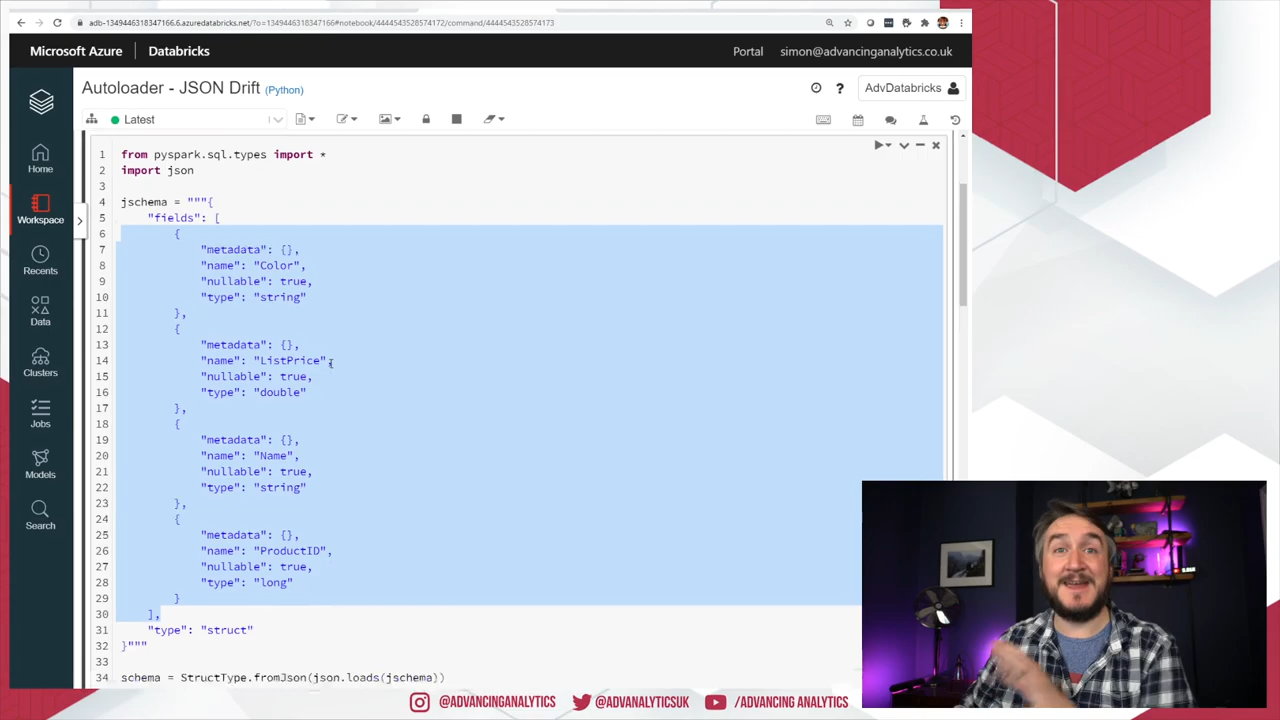 adb-1349446318347166.6.azuredatabricks.net/?o=1349446318347166#notebook/4444543528574172/command/4444543528574173
Microsoft Azure Databricks Portal simon@advancinganalytics.co.uk
Autoloader - JSON Drift (Python) AdvDatabricks
Latest
Home
Workspace
Recents
Data
Clusters
Jobs
Models
Search
1 from pyspark.sql.types import *
2 import json
3
4 jschema = """{
5 "fields": [
6 {
7 "metadata": {},
8 "name": "Color",
9 "nullable": true,
10 "type": "string"
11 },
12 {
13 "metadata": {},
14 "name": "ListPrice",
15 "nullable": true,
16 "type": "double"
17 },
18 {
19 "metadata": {},
20 "name": "Name",
21 "nullable": true,
22 "type": "string"
23 },
24 {
25 "metadata": {},
26 "name": "ProductID",
27 "nullable": true,
28 "type": "long"
29 }
30 ],
31 "type": "struct"
32 }"""
33
34 schema = StructType.fromJson(json.loads(jschema))
@ADVANCINGANALYTICS @ADVANALYTICSUK /ADVANCING ANALYTICS